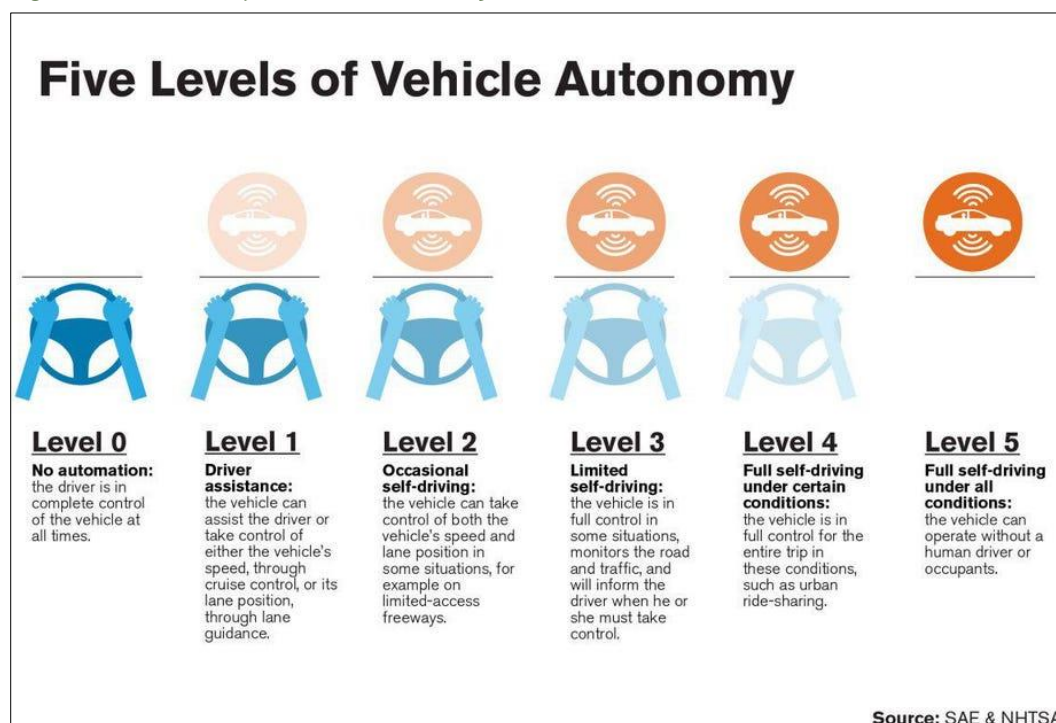 Five Levels of Vehicle Autonomy
Level 0
No automation:
the driver is in
complete control
of the vehicle at
all times.
Level 1
Driver
assistance:
the vehicle can
assist the driver or
take control of
either the vehicle's
speed, through
cruise control, or its
lane position,
through lane
guidance.
Level 2
Occasional
self-driving:
the vehicle can take
control of both the
vehicle's speed and
lane position in
some situations, for
example on
limited-access
freeways.
Level 3
Limited
self-driving:
the vehicle is in
full control in
some situations,
monitors the road
and traffic, and
will inform the
driver when he or
she must take
control.
Level 4
Full self-driving
under certain
conditions:
the vehicle is in
full control for the
entire trip in
these conditions,
such as urban
ride-sharing.
Level 5
Full self-driving
under all
conditions:
the vehicle can
operate without a
human driver or
occupants.
Source: SAE & NHTSA